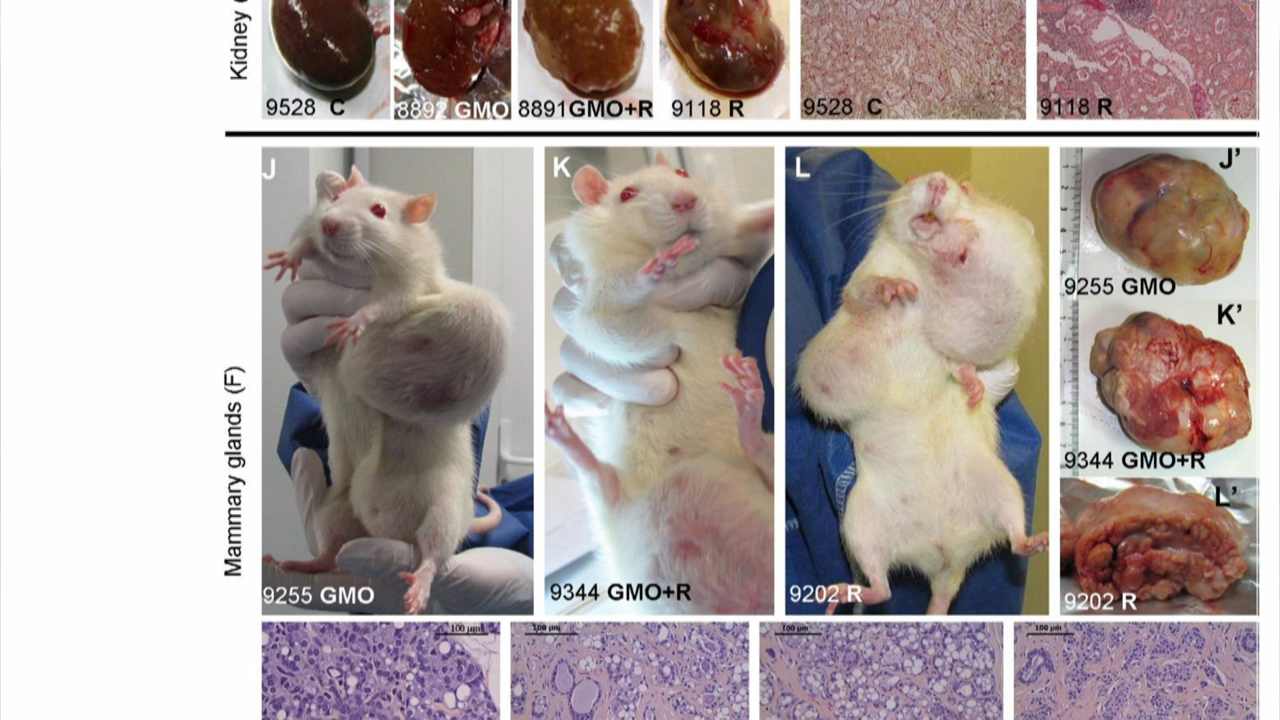 Kidney
9528 C
8892 GMO
8891GMO+R
9118 R
9528 C
9118 R
Mammary glands (F)
J
K
L
J’
9255 GMO
K’
9344 GMO+R
L’
9202 R
9255 GMO
9344 GMO+R
9202 R
100 µm
100 µm
100 µm
100 µm